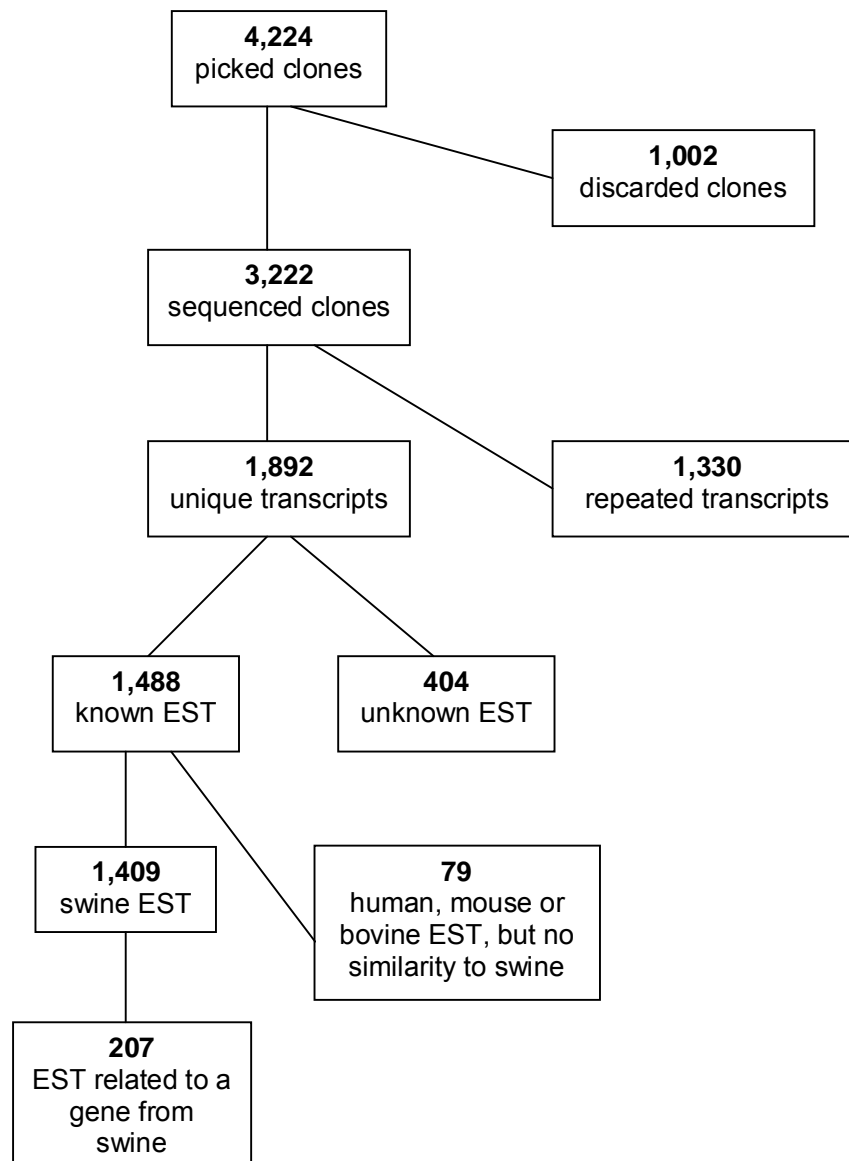 4,224
picked clones
1,002
discarded clones
3,222
sequenced clones
1,892
unique transcripts
1,330
repeated transcripts
1,488
known EST
404
unknown EST
1,409
swine EST
79
human, mouse or
bovine EST, but no
similarity to swine
207
EST related to a
gene from
swine